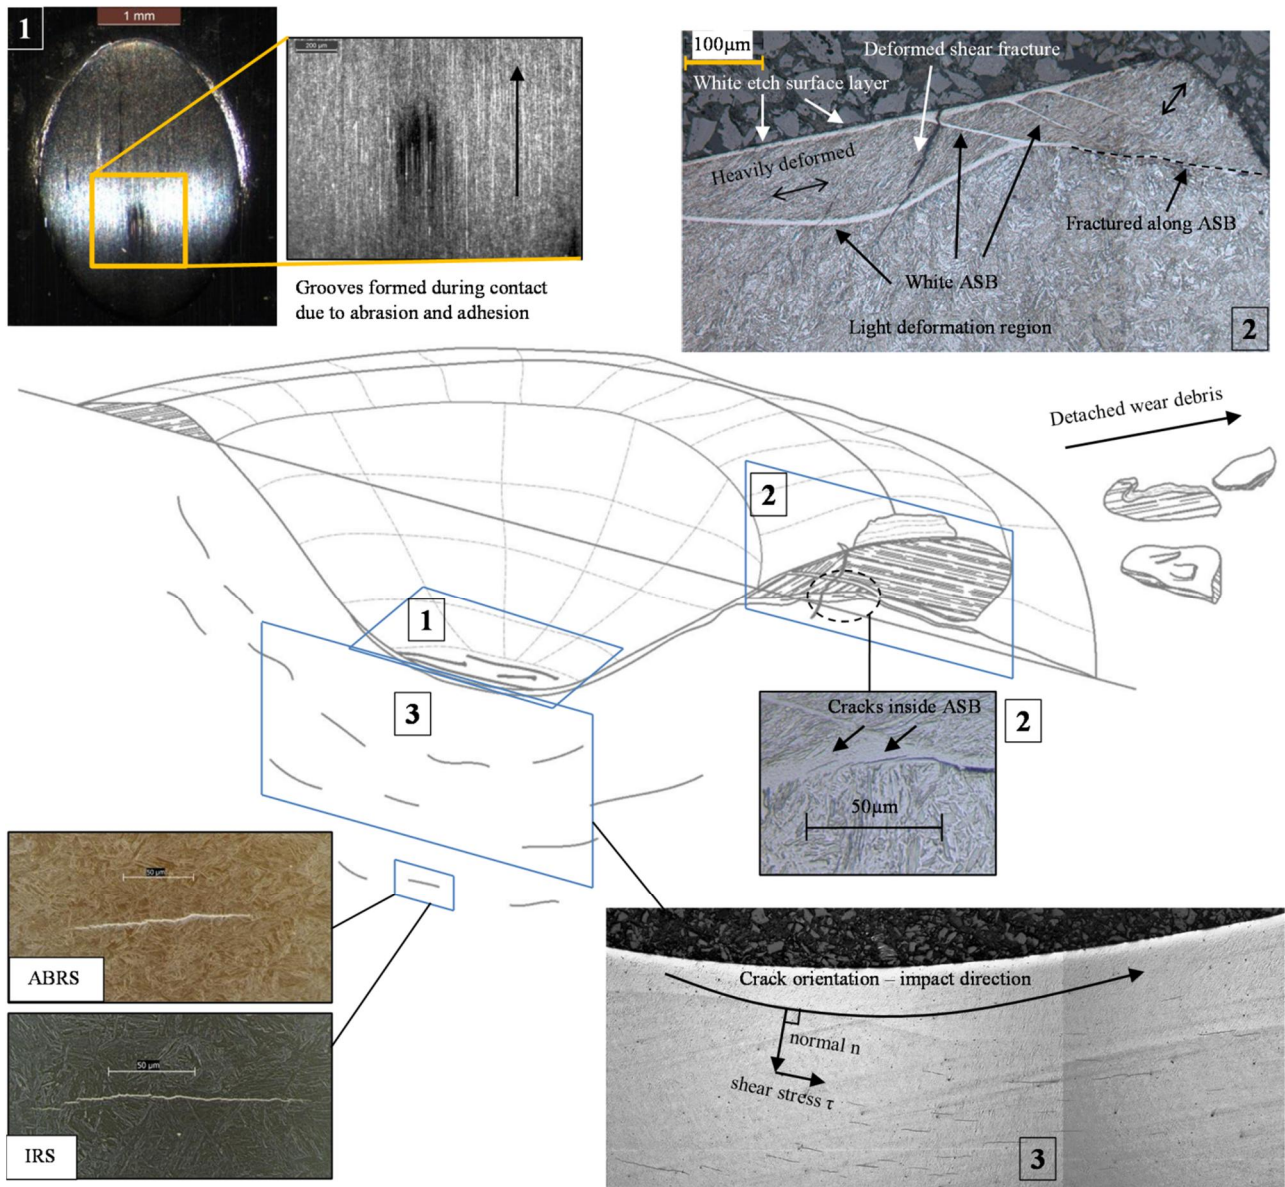 1
1 mm
200 µm
Grooves formed during contact
due to abrasion and adhesion
100µm
Deformed shear fracture
White etch surface layer
Heavily deformed
Fractured along ASB
White ASB
Light deformation region
2
Detached wear debris
2
1
3
Cracks inside ASB
2
50µm
50 µm
ABRS
50 µm
IRS
Crack orientation – impact direction
normal n
shear stress τ
3